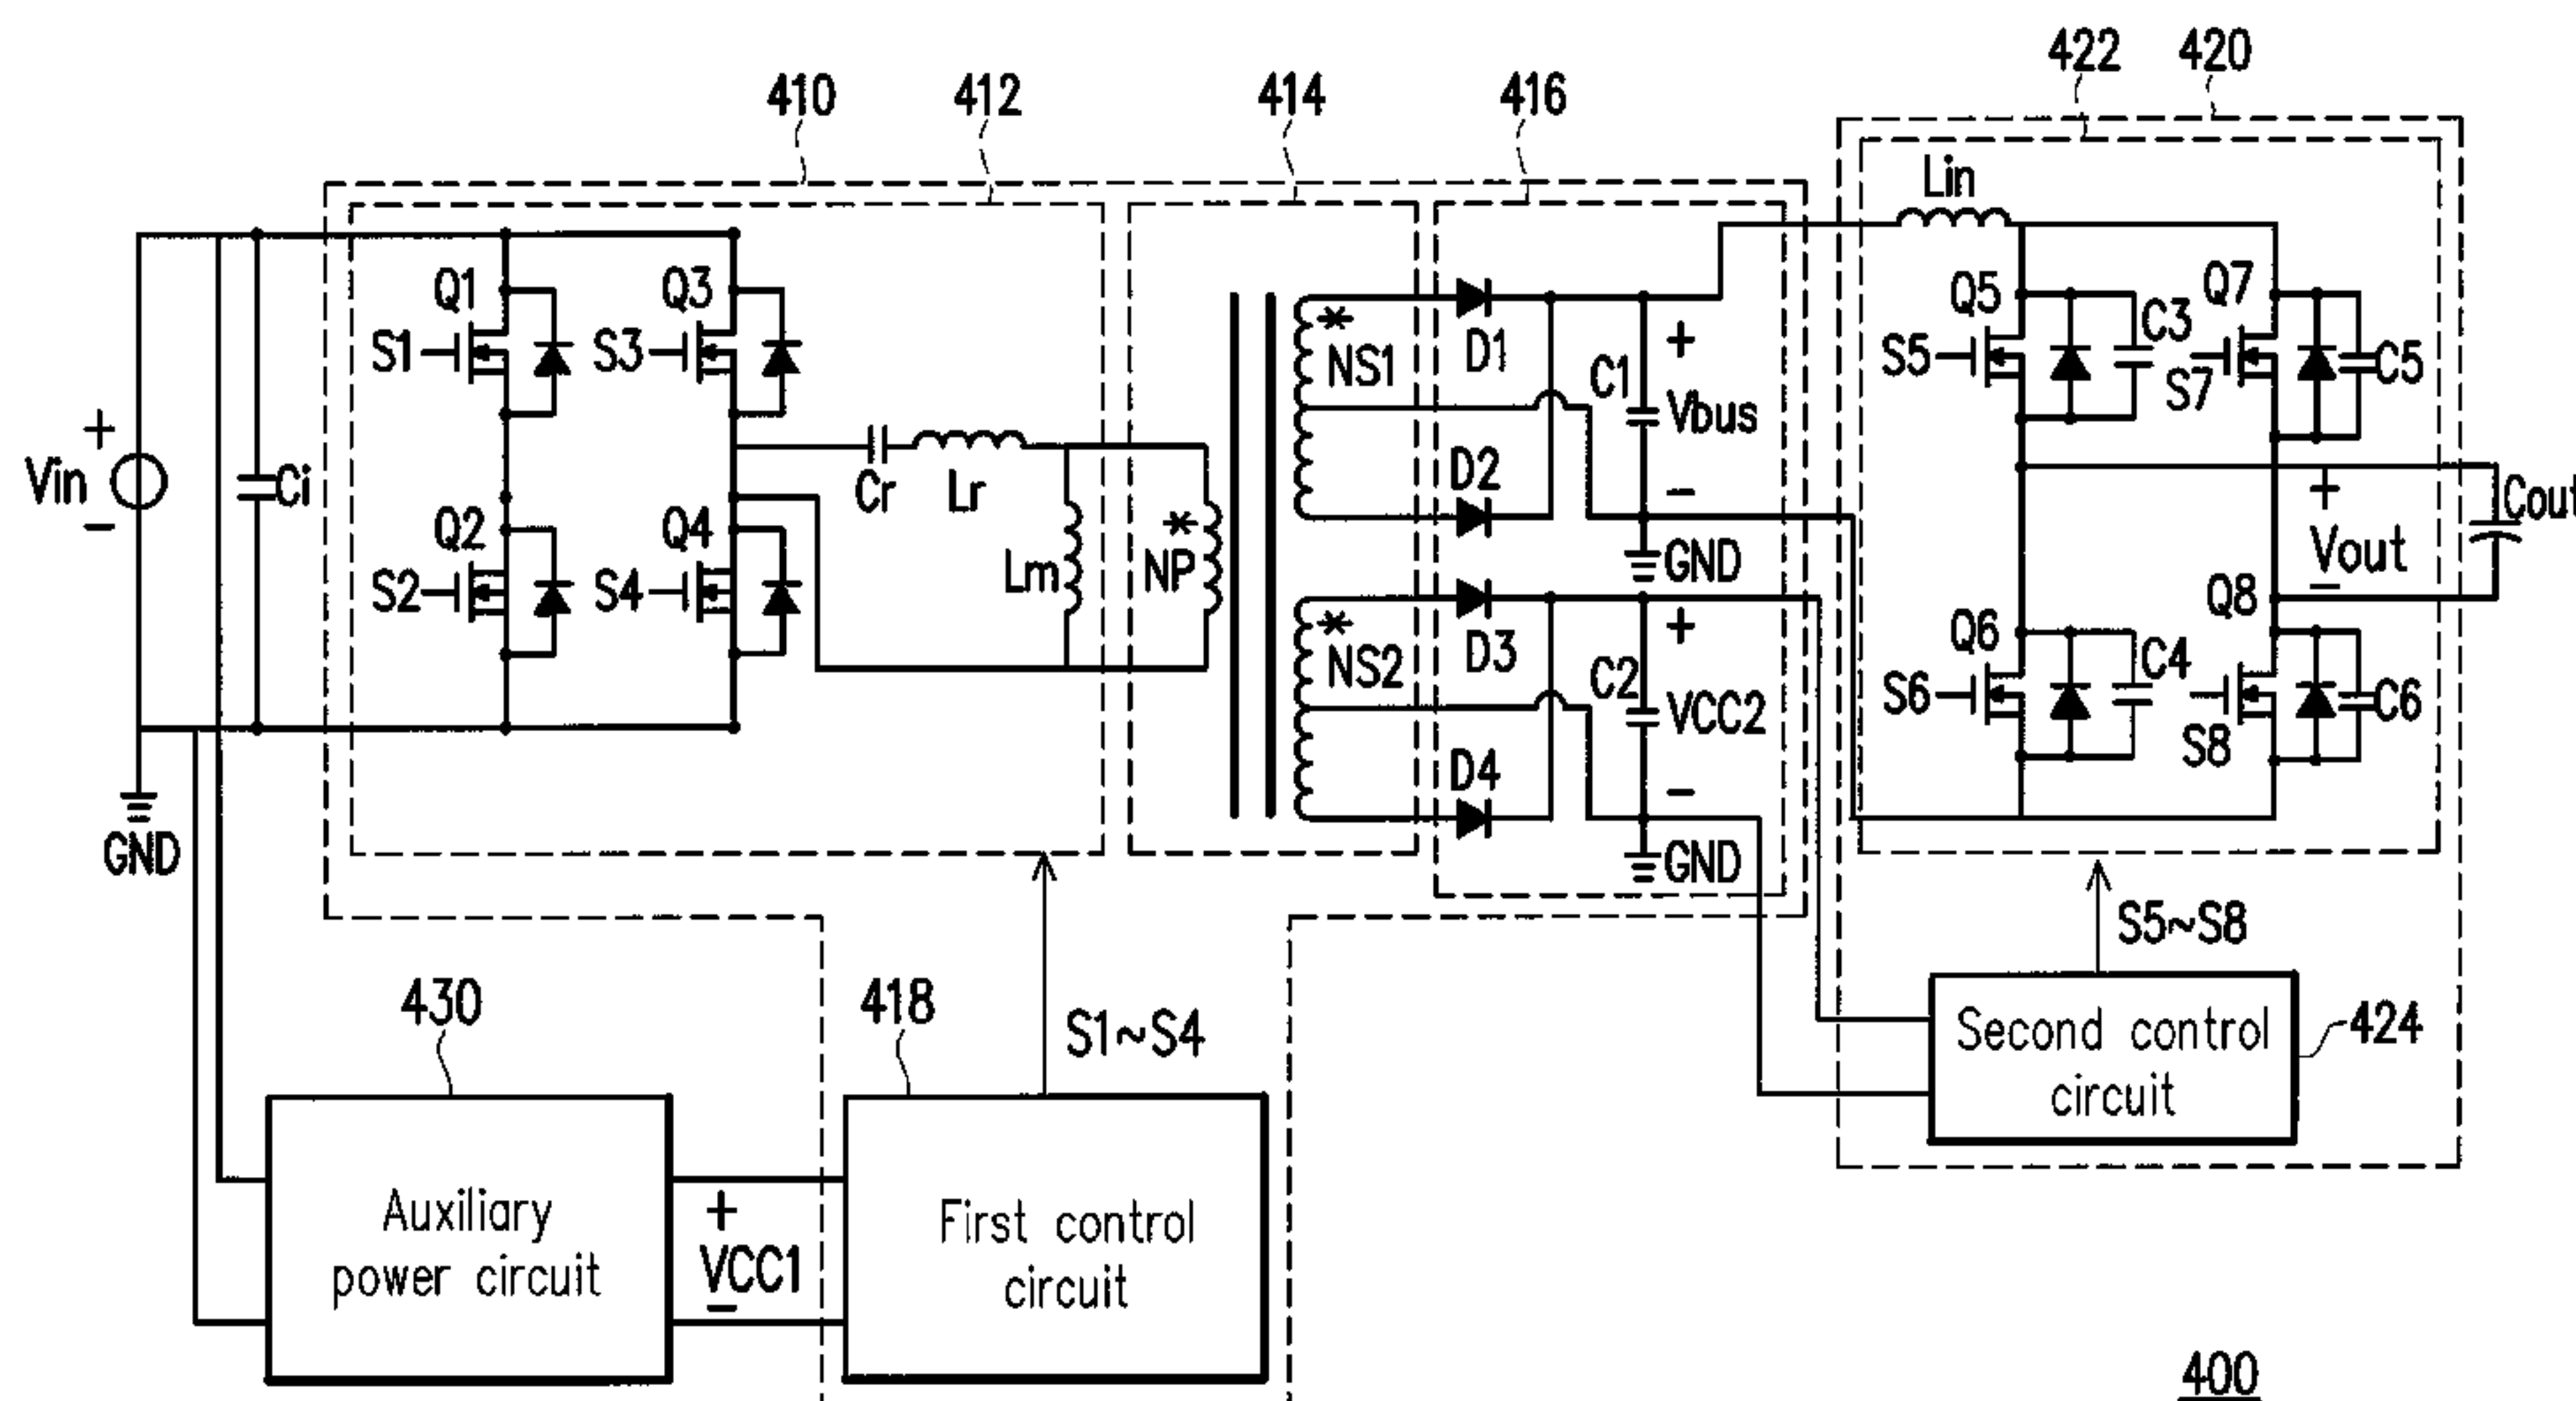 410
412
414
416
422
420
Lin
Q1
Q3
Q5
Q7
S1
S3
NS1
D1
C1
Vbus
S5
C3
S7
C5
+
Vin
−
Ci
Cr
Lr
D2
+
−
+
−
Vout
Cout
Q2
Q4
Lm
NP
GND
S2
S4
NS2
D3
C2
+
VCC2
−
Q6
Q8
S6
C4
S8
C6
D4
GND
GND
S5~S8
430
418
S1~S4
Second control
circuit
424
Auxiliary
power circuit
+
VCC1
−
First control
circuit
400